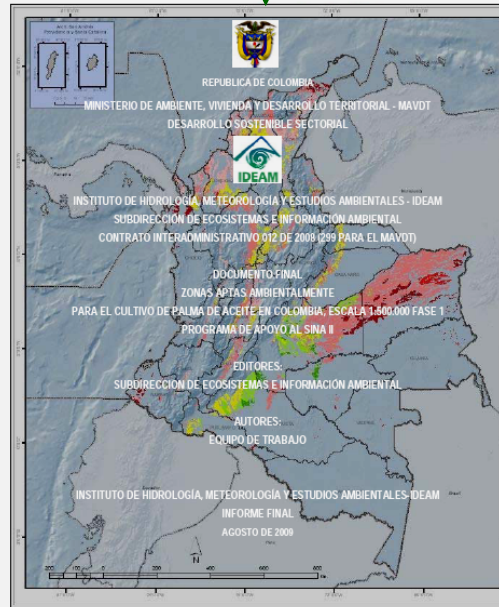 REPUBLICA DE COLOMBIA
MINISTERIO DE AMBIENTE, VIVIENDA Y DESARROLLO TERRITORIAL - MAVDT
DESARROLLO SOSTENIBLE SECTORIAL
IDEAM
INSTITUTO DE HIDROLOGÍA, METEOROLOGÍA Y ESTUDIOS AMBIENTALES - IDEAM
SUBDIRECCIÓN DE ECOSISTEMAS E INFORMACIÓN AMBIENTAL
CONTRATO INTERADMINISTRATIVO 012 DE 2008 (299 PARA EL MAVDT)
DOCUMENTO FINAL
ZONAS APTAS AMBIENTALMENTE
PARA EL CULTIVO DE PALMA DE ACEITE EN COLOMBIA, ESCALA 1:500.000 FASE 1
PROGRAMA DE APOYO AL SINA II
EDITORES:
SUBDIRECCION DE ECOSISTEMAS E INFORMACIÓN AMBIENTAL
AUTORES:
EQUIPO DE TRABAJO
INSTITUTO DE HIDROLOGÍA, METEOROLOGÍA Y ESTUDIOS AMBIENTALES-IDEAM
INFORME FINAL
AGOSTO DE 2009
N